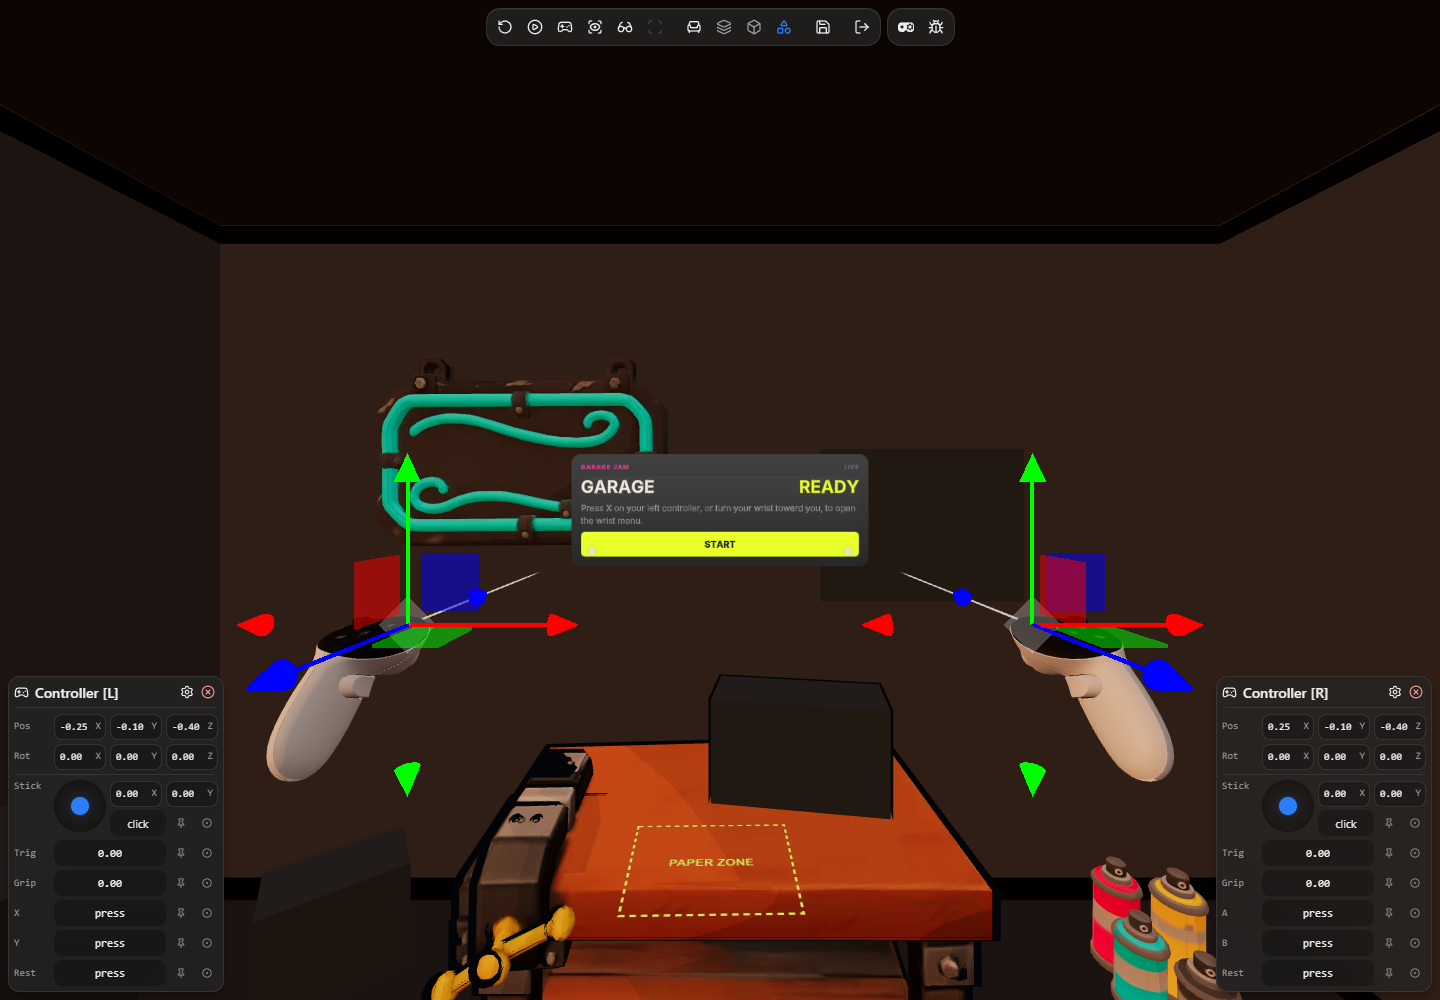 GARAGE JAM
LIVE
GARAGE
READY
Press X on your left controller, or turn your wrist toward you, to open
the wrist menu.
START
PAPER ZONE
Controller [L]
Pos -0.25 X -0.10 Y -0.40 Z
Rot 0.00 X 0.00 Y 0.00 Z
Stick 0.00 X 0.00 Y
click
Trig 0.00
Grip 0.00
X press
Y press
Rest press
Controller [R]
Pos 0.25 X -0.10 Y -0.40 Z
Rot 0.00 X 0.00 Y 0.00 Z
Stick 0.00 X 0.00 Y
click
Trig 0.00
Grip 0.00
A press
B press
Rest press